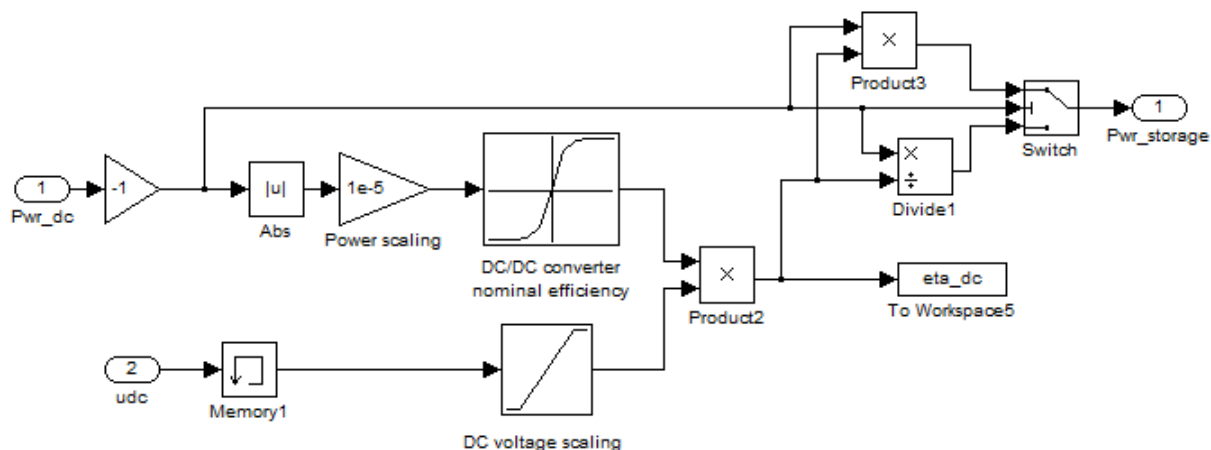 ×
Product3
1
Pwr_dc
-1
|u|
Abs
1e-5
Power scaling
DC/DC converter
nominal efficiency
×
÷
Divide1
Switch
1
Pwr_storage
×
Product2
eta_dc
To Workspace5
2
udc
Memory1
DC voltage scaling